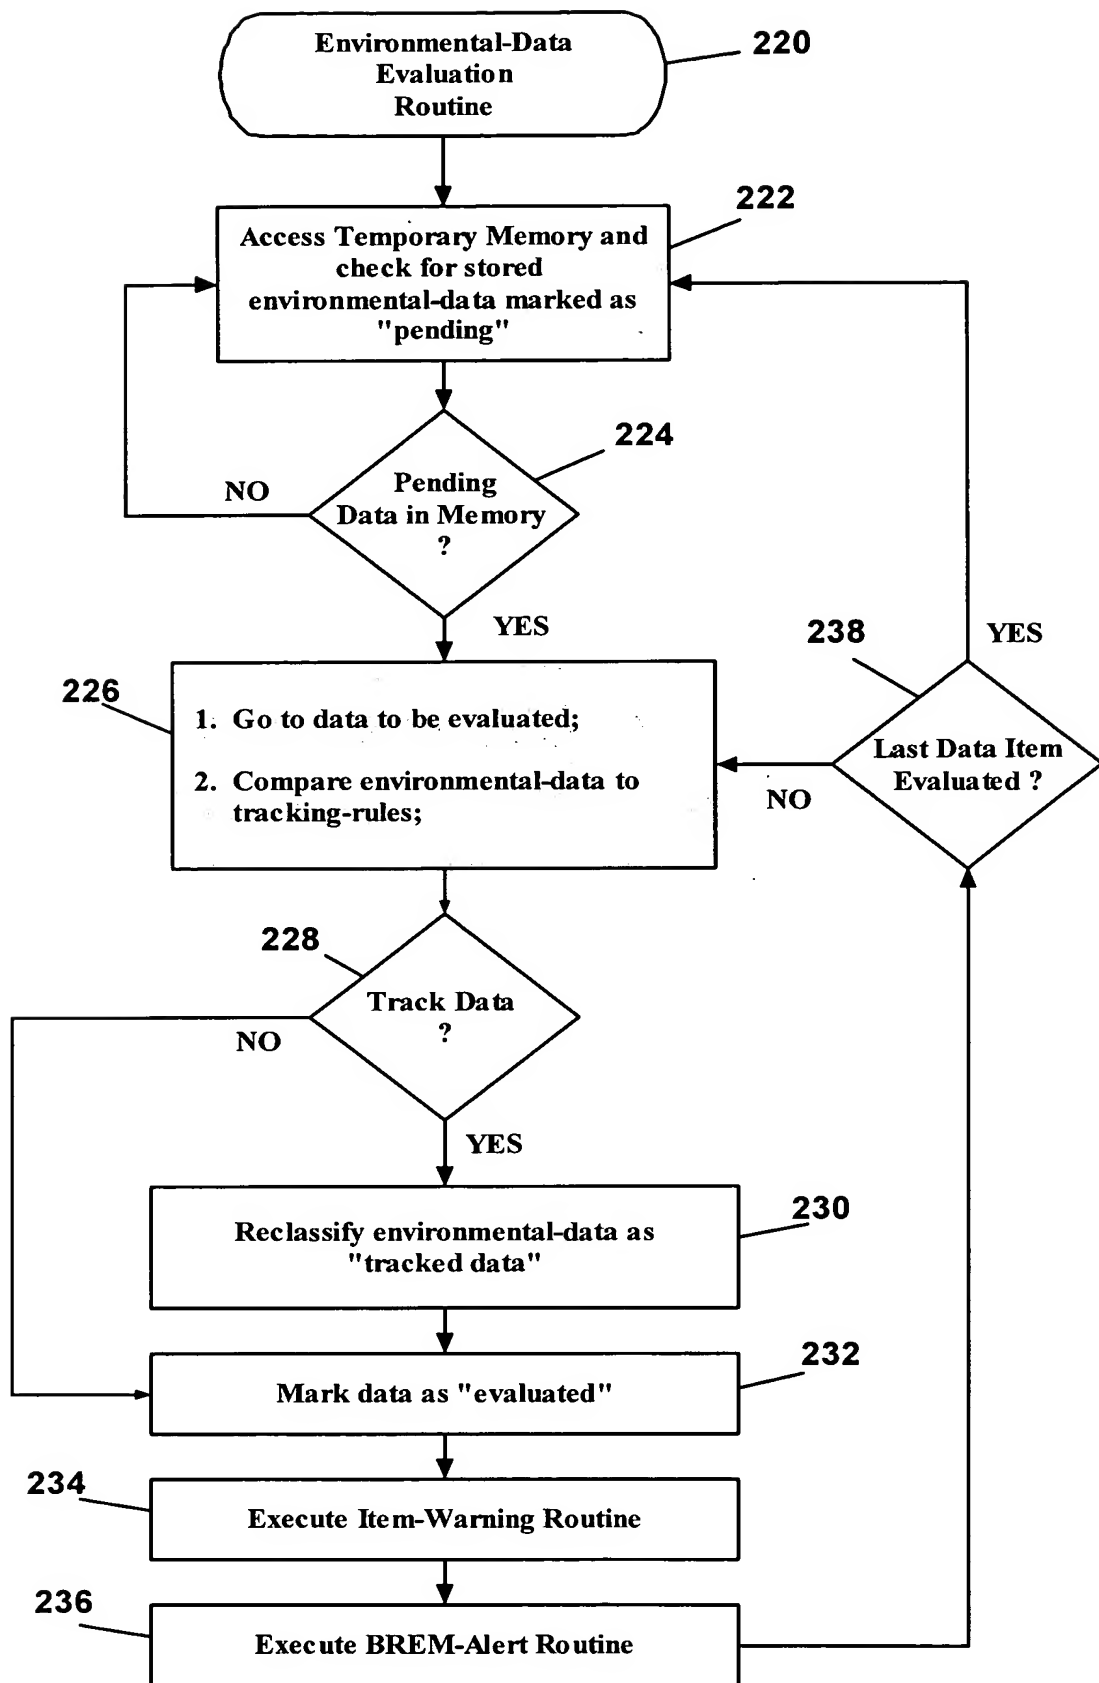 Environmental-Data
Evaluation
Routine
220
222
Access Temporary Memory and
check for stored
environmental-data marked as
"pending"
224
Pending
Data in Memory
?
NO
YES
238
YES
226
1. Go to data to be evaluated;
2. Compare environmental-data to
tracking-rules;
Last Data Item
Evaluated ?
NO
228
Track Data
?
NO
YES
230
Reclassify environmental-data as
"tracked data"
232
Mark data as "evaluated"
234
Execute Item-Warning Routine
236
Execute BREM-Alert Routine